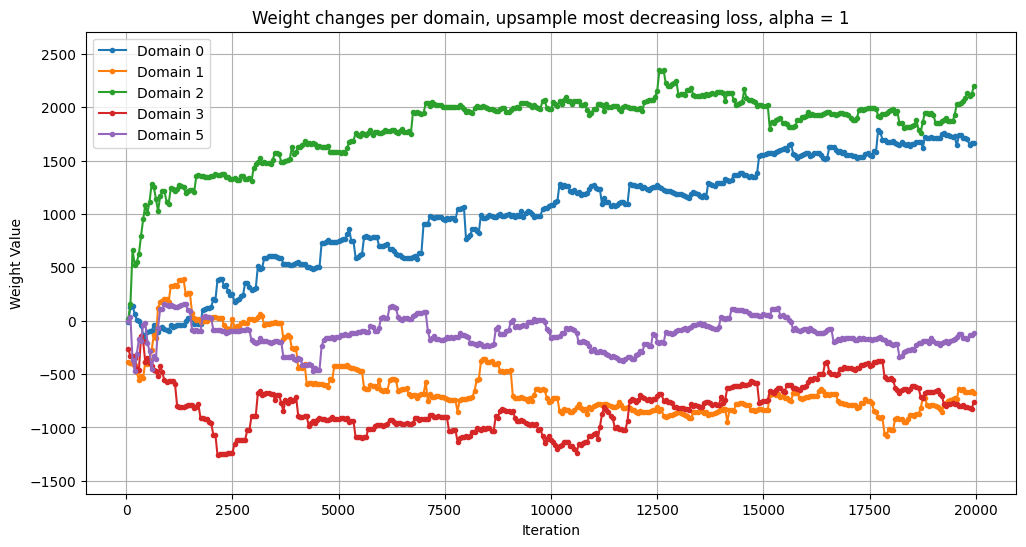 Weight changes per domain, upsample most decreasing loss, alpha = 1
Domain 0
Domain 1
Domain 2
Domain 3
Domain 5
2500
2000
1500
1000
500
0
−500
−1000
−1500
Weight Value
0 2500 5000 7500 10000 12500 15000 17500 20000
Iteration